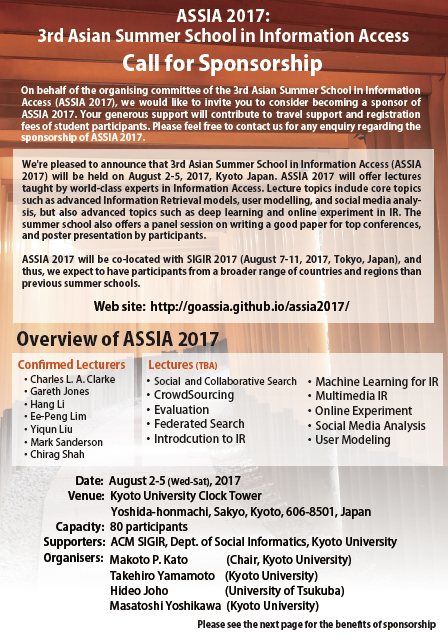 ASSIA 2017:
3rd Asian Summer School in Information Access
Call for Sponsorship
On behalf of the organising committee of the 3rd Asian Summer School in Information
Access (ASSIA 2017), we would like to invite you to consider becoming a sponsor of
ASSIA 2017. Your generous support will contribute to travel support and registration
fees of student participants. Please feel free to contact us for any enquiry regarding the
sponsorship of ASSIA 2017.
We're pleased to announce that 3rd Asian Summer School in Information Access (ASSIA
2017) will be held on August 2-5, 2017, Kyoto Japan. ASSIA 2017 will offer lectures
taught by world-class experts in Information Access. Lecture topics include core topics
such as advanced Information Retrieval models, user modelling, and social media analy-
sis, but also advanced topics such as deep learning and online experiment in IR. The
summer school also offers a panel session on writing a good paper for top conferences,
and poster presentation by participants.
ASSIA 2017 will be co-located with SIGIR 2017 (August 7-11, 2017, Tokyo, Japan), and
thus, we expect to have participants from a broader range of countries and regions than
previous summer schools.
Web site: http://goassia.github.io/assia2017/
Overview of ASSIA 2017
Confirmed Lecturers
• Charles L. A. Clarke
• Gareth Jones
• Hang Li
• Ee-Peng Lim
• Yiqun Liu
• Mark Sanderson
• Chirag Shah
Lectures (TBA)
• Social and Collaborative Search
• CrowdSourcing
• Evaluation
• Federated Search
• Introdcution to IR
• Machine Learning for IR
• Multimedia IR
• Online Experiment
• Social Media Analysis
• User Modeling
Date: August 2-5 (Wed-Sat), 2017
Venue: Kyoto University Clock Tower
Yoshida-honmachi, Sakyo, Kyoto, 606-8501, Japan
Capacity: 80 participants
Supporters: ACM SIGIR, Dept. of Social Informatics, Kyoto University
Organisers: Makoto P. Kato (Chair, Kyoto University)
Takehiro Yamamoto (Kyoto University)
Hideo Joho (University of Tsukuba)
Masatoshi Yoshikawa (Kyoto University)
Please see the next page for the benefits of sponsorship